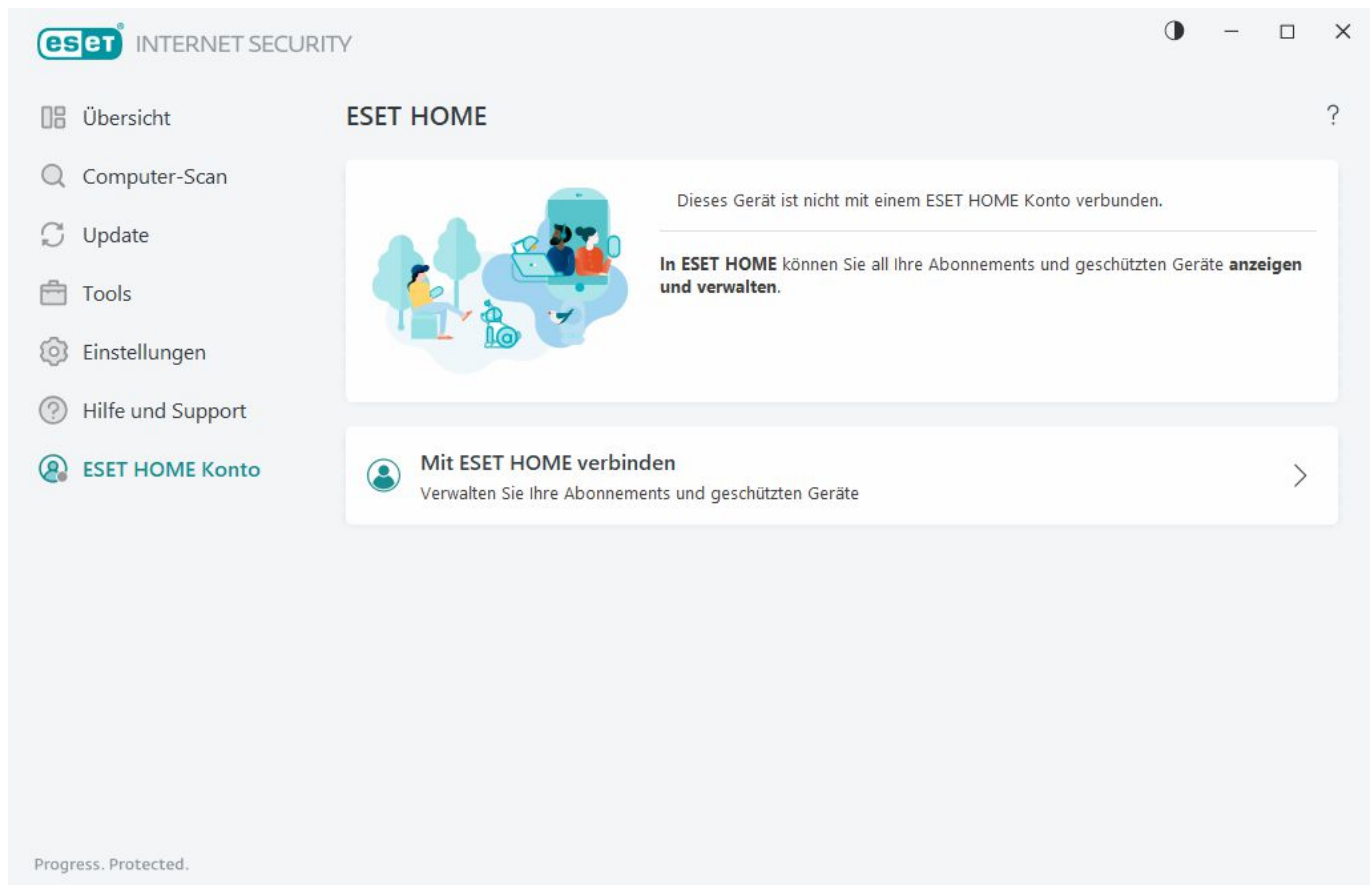 eset® INTERNET SECURITY
Übersicht
Computer-Scan
Update
Tools
Einstellungen
Hilfe und Support
ESET HOME Konto
ESET HOME
?
Dieses Gerät ist nicht mit einem ESET HOME Konto verbunden.
In ESET HOME können Sie all Ihre Abonnements und geschützten Geräte anzeigen
und verwalten.
Mit ESET HOME verbinden
Verwalten Sie Ihre Abonnements und geschützten Geräte
Progress. Protected.